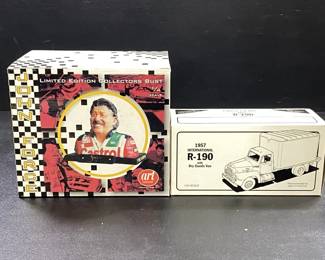 JOHN FORCE
LIMITED EDITION COLLECTORS BUST
Castrol
art
1957
INTERNATIONAL
R-190
with
Dry Goods Van